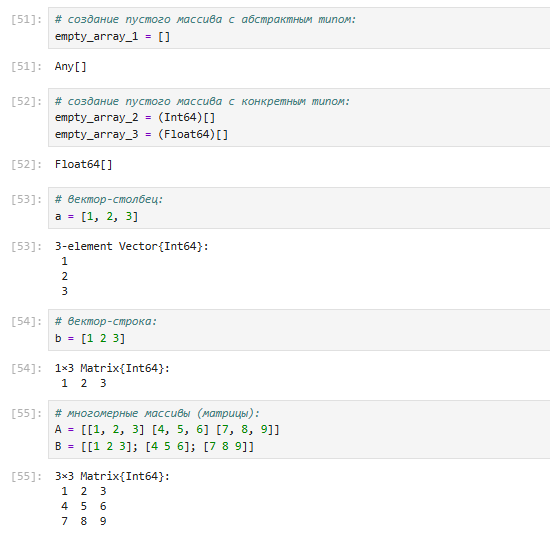 [51]: # создание пустого массива с абстрактным типом:
empty_array_1 = []
[51]: Any[]
[52]: # создание пустого массива с конкретным типом:
empty_array_2 = (Int64)[]
empty_array_3 = (Float64)[]
[52]: Float64[]
[53]: # вектор-столбец:
a = [1, 2, 3]
[53]: 3-element Vector{Int64}:
1
2
3
[54]: # вектор-строка:
b = [1 2 3]
[54]: 1×3 Matrix{Int64}:
1 2 3
[55]: # многомерные массивы (матрицы):
A = [[1, 2, 3] [4, 5, 6] [7, 8, 9]]
B = [[1 2 3]; [4 5 6]; [7 8 9]]
[55]: 3×3 Matrix{Int64}:
1 2 3
4 5 6
7 8 9